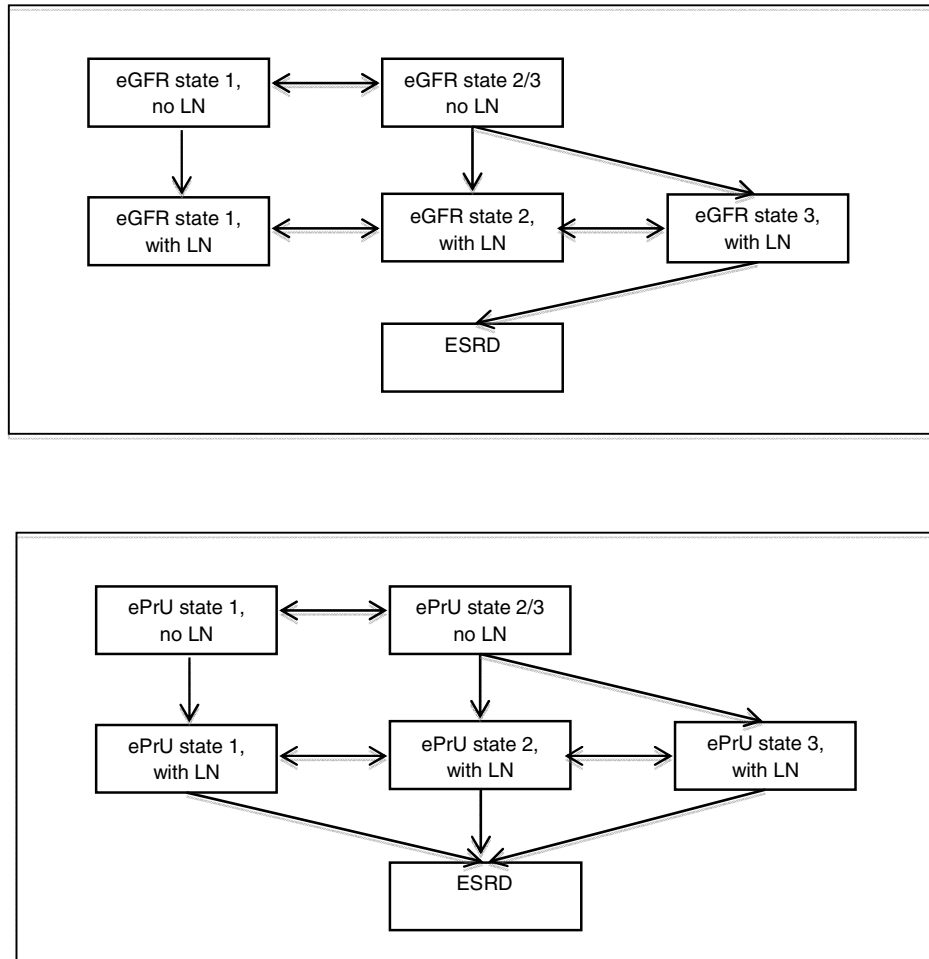 eGFR state 1,
no LN
eGFR state 2/3
no LN
eGFR state 1,
with LN
eGFR state 2,
with LN
eGFR state 3,
with LN
ESRD
ePrU state 1,
no LN
ePrU state 2/3
no LN
ePrU state 1,
with LN
ePrU state 2,
with LN
ePrU state 3,
with LN
ESRD